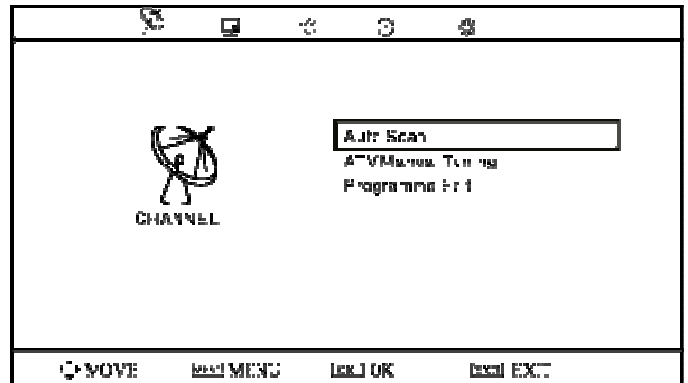 Auto Scan
ATV Manual Tuning
Programme Edit
CHANNEL
MOVE MENU OK EXIT